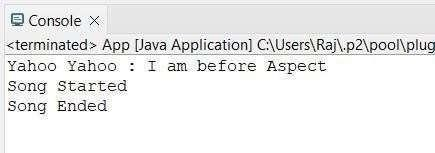 Console
<terminated> App [Java Application] C:\Users\Raj\.p2\pool\plug
Yahoo Yahoo : I am before Aspect
Song Started
Song Ended